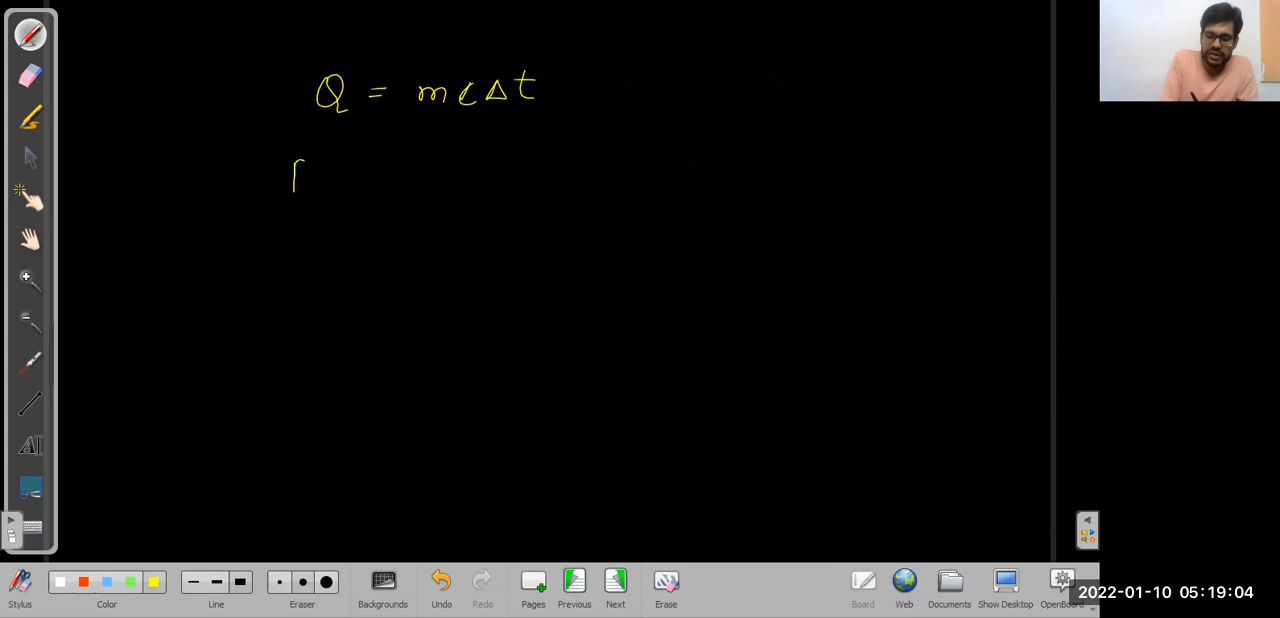 Q = mcΔt
[
AI
Stylus
Color
Line
Eraser
Backgrounds
Undo
Redo
Pages
Previous
Next
Erase
Board
Web
Documents
Show Desktop
OpenBoard
2022-01-10 05:19:04